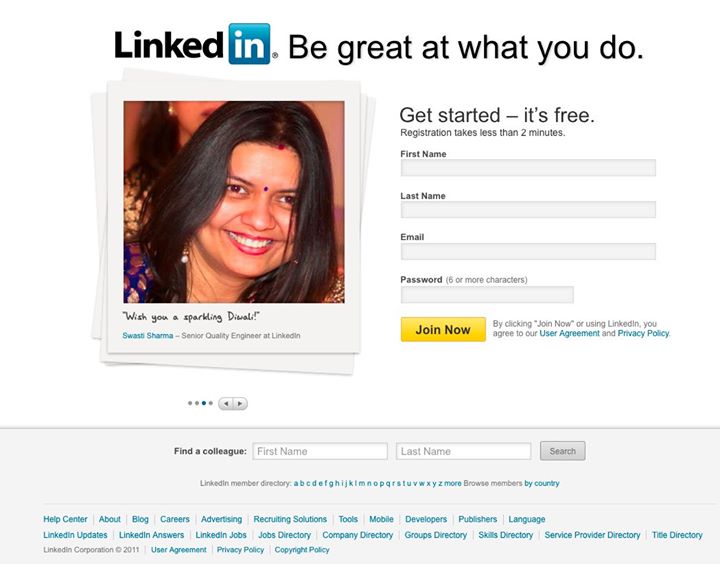 Linked in ® Be great at what you do.
Get started – it's free.
Registration takes less than 2 minutes.
First Name
Last Name
Email
Password (6 or more characters)
Join Now
By clicking "Join Now" or using LinkedIn, you
agree to our User Agreement and Privacy Policy.
"Wish you a sparkling Diwali!"
Swasti Sharma – Senior Quality Engineer at LinkedIn
Find a colleague: First Name Last Name Search
LinkedIn member directory: a b c d e f g h i j k l m n o p q r s t u v w x y z more Browse members by country
Help Center | About | Blog | Careers | Advertising | Recruiting Solutions | Tools | Mobile | Developers | Publishers | Language
LinkedIn Updates | LinkedIn Answers | LinkedIn Jobs | Jobs Directory | Company Directory | Groups Directory | Skills Directory | Service Provider Directory | Title Directory
LinkedIn Corporation © 2011 | User Agreement | Privacy Policy | Copyright Policy